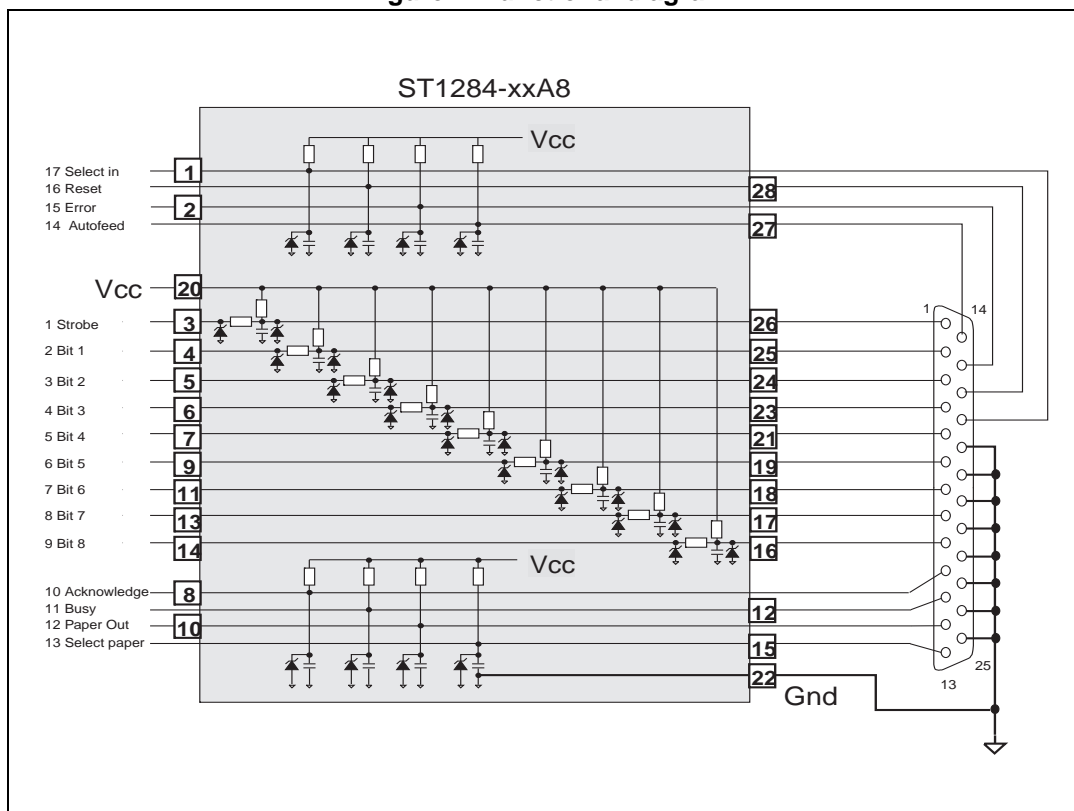 Figure Functional diagram
ST1284-xxA8
Vcc
17 Select in 1
16 Reset 28
15 Error 2
14 Autofeed 27
Vcc 20
1 14
1 Strobe 3 26
2 Bit 1 4 25
3 Bit 2 5 24
4 Bit 3 6 23
5 Bit 4 7 21
6 Bit 5 9 19
7 Bit 6 11 18
8 Bit 7 13 17
9 Bit 8 14 16
Vcc
10 Acknowledge 8
11 Busy 12
12 Paper Out 10
13 Select paper 15
25
13
22 Gnd